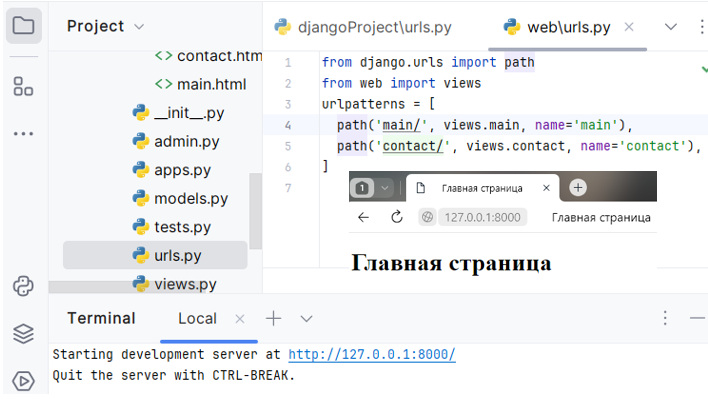 Project
djangoProject\urls.py
web\urls.py
<> contact.htm
<> main.html
__init__.py
admin.py
apps.py
models.py
tests.py
urls.py
views.py
1 from django.urls import path
2 from web import views
3 urlpatterns = [
4 path('main/', views.main, name='main'),
5 path('contact/', views.contact, name='contact'),
6 ]
7
1 Главная страница
127.0.0.1:8000 Главная страница
Главная страница
Terminal Local
Starting development server at http://127.0.0.1:8000/
Quit the server with CTRL-BREAK.